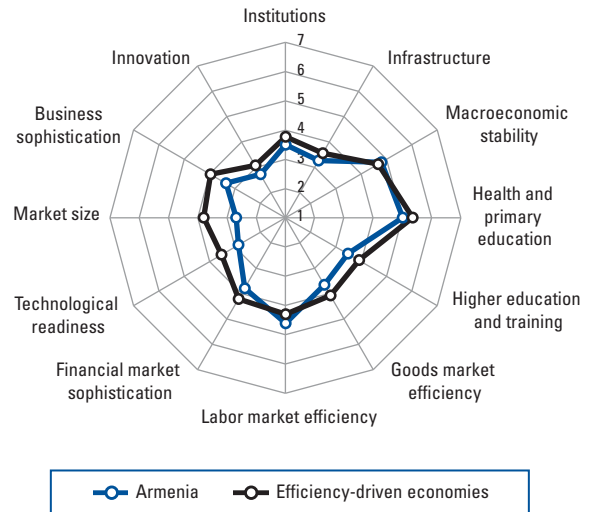 Institutions
7
6
5
4
3
2
1
Infrastructure
Macroeconomic
stability
Health and
primary
education
Higher education
and training
Goods market
efficiency
Labor market efficiency
Financial market
sophistication
Technological
readiness
Market size
Business
sophistication
Innovation
Armenia
Efficiency-driven economies